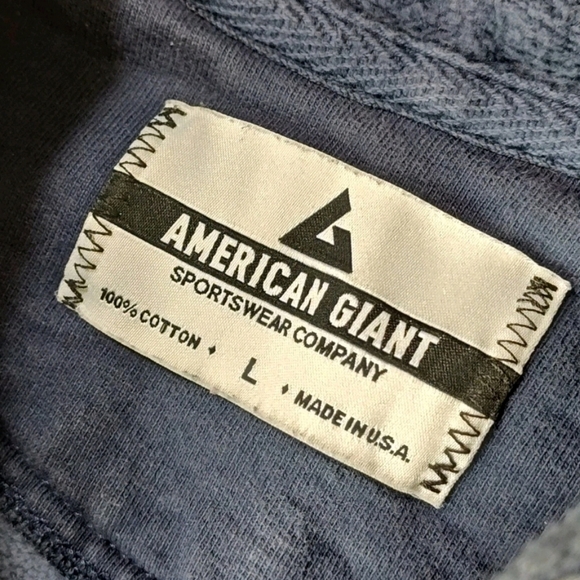 AMERICAN GIANT
SPORTSWEAR COMPANY
100% COTTON ⬩ L ⬩ MADE IN U.S.A.